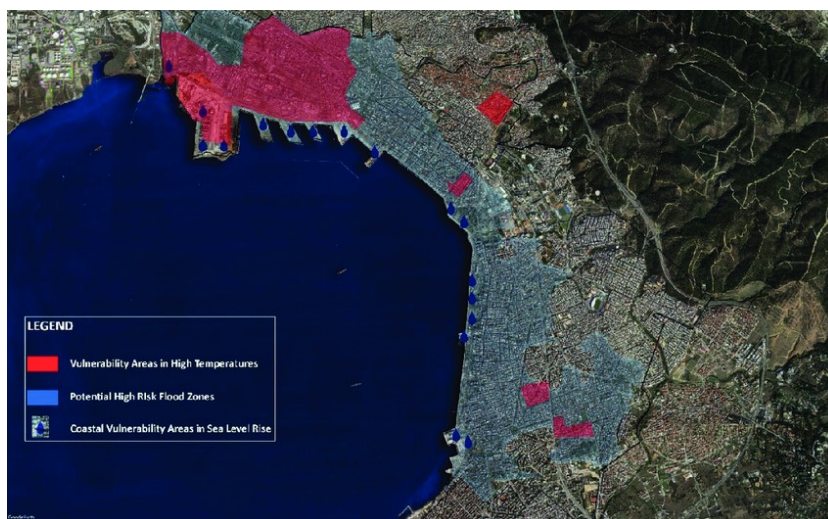 LEGEND
Vulnerability Areas in High Temperatures
Potential High Risk Flood Zones
Coastal Vulnerability Areas in Sea Level Rise